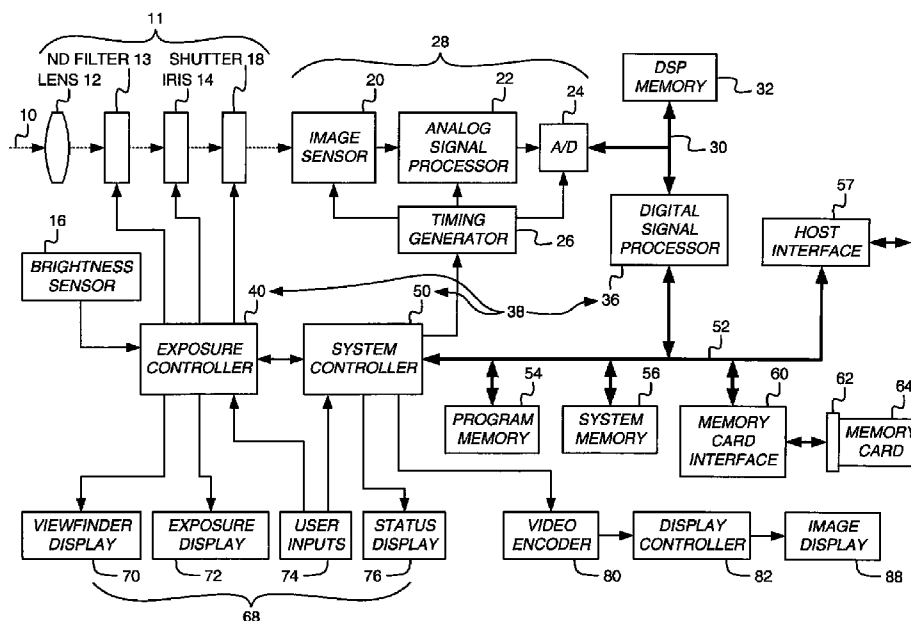 11
28
ND FILTER 13
SHUTTER 18
LENS 12
IRIS 14
10
20
IMAGE
SENSOR
22
ANALOG
SIGNAL
PROCESSOR
24
A/D
DSP
MEMORY
32
30
16
BRIGHTNESS
SENSOR
TIMING
GENERATOR
26
DIGITAL
SIGNAL
PROCESSOR
36
57
HOST
INTERFACE
40
EXPOSURE
CONTROLLER
50
SYSTEM
CONTROLLER
38
52
54
PROGRAM
MEMORY
56
SYSTEM
MEMORY
60
MEMORY
CARD
INTERFACE
62
64
MEMORY
CARD
VIEWFINDER
DISPLAY
70
EXPOSURE
DISPLAY
72
USER
INPUTS
74
STATUS
DISPLAY
76
68
VIDEO
ENCODER
80
DISPLAY
CONTROLLER
82
IMAGE
DISPLAY
88